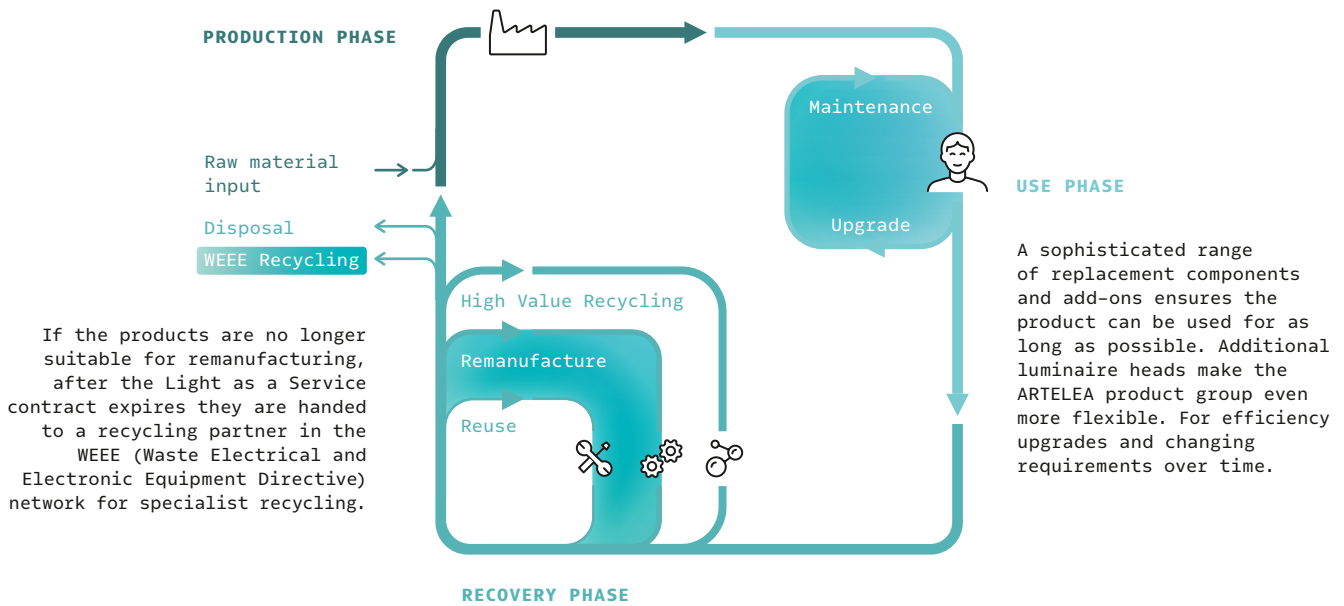 PRODUCTION PHASE
Maintenance
Upgrade
Raw material
input
Disposal
WEEE Recycling
USE PHASE
A sophisticated range
of replacement components
and add-ons ensures the
product can be used for as
long as possible. Additional
luminaire heads make the
ARTELEA product group even
more flexible. For efficiency
upgrades and changing
requirements over time.
If the products are no longer
suitable for remanufacturing,
after the Light as a Service
contract expires they are handed
to a recycling partner in the
WEEE (Waste Electrical and
Electronic Equipment Directive)
network for specialist recycling.
High Value Recycling
Remanufacture
Reuse
RECOVERY PHASE